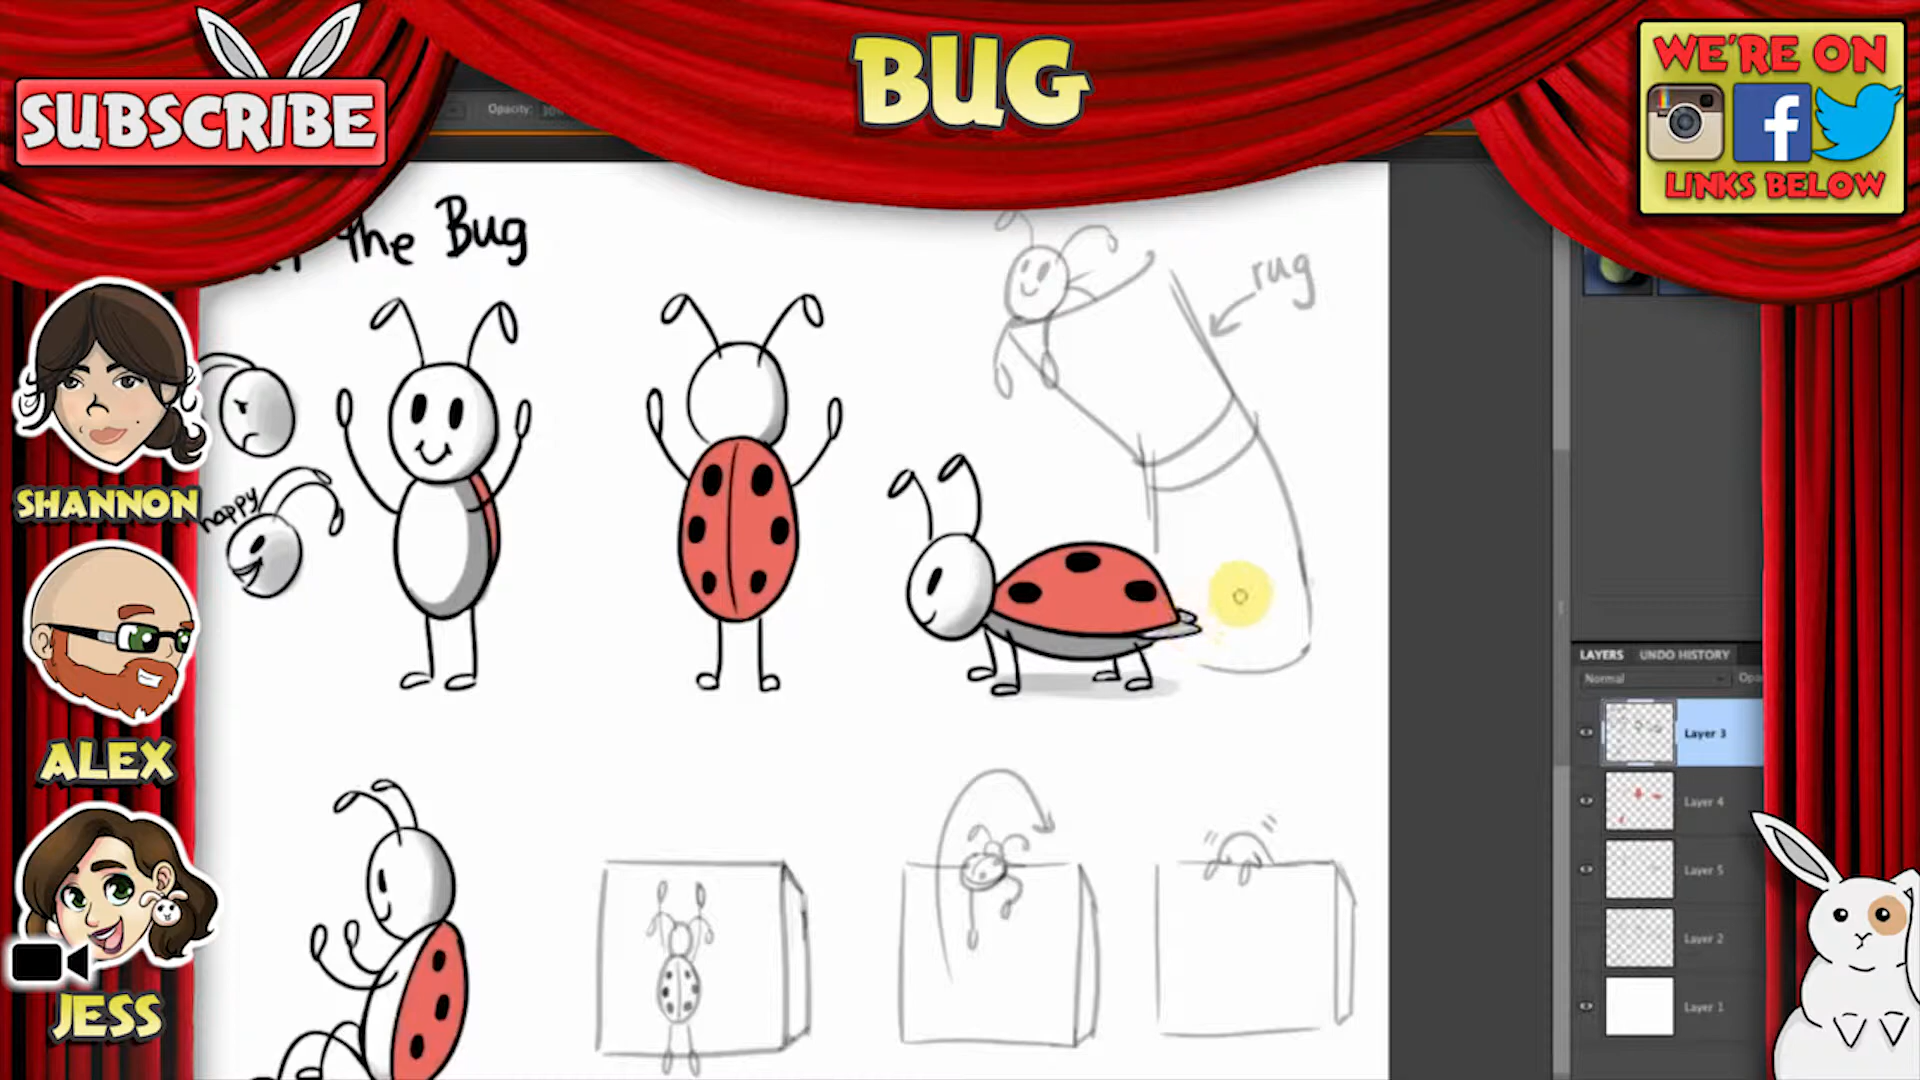 SUBSCRIBE
BUG
WE'RE ON
f
LINKS BELOW
Opacity:
the Bug
rug
happy
SHANNON
ALEX
JESS
LAYERS UNDO HISTORY
Normal
Layer 3
Layer 4
Layer 5
Layer 2
Layer 1